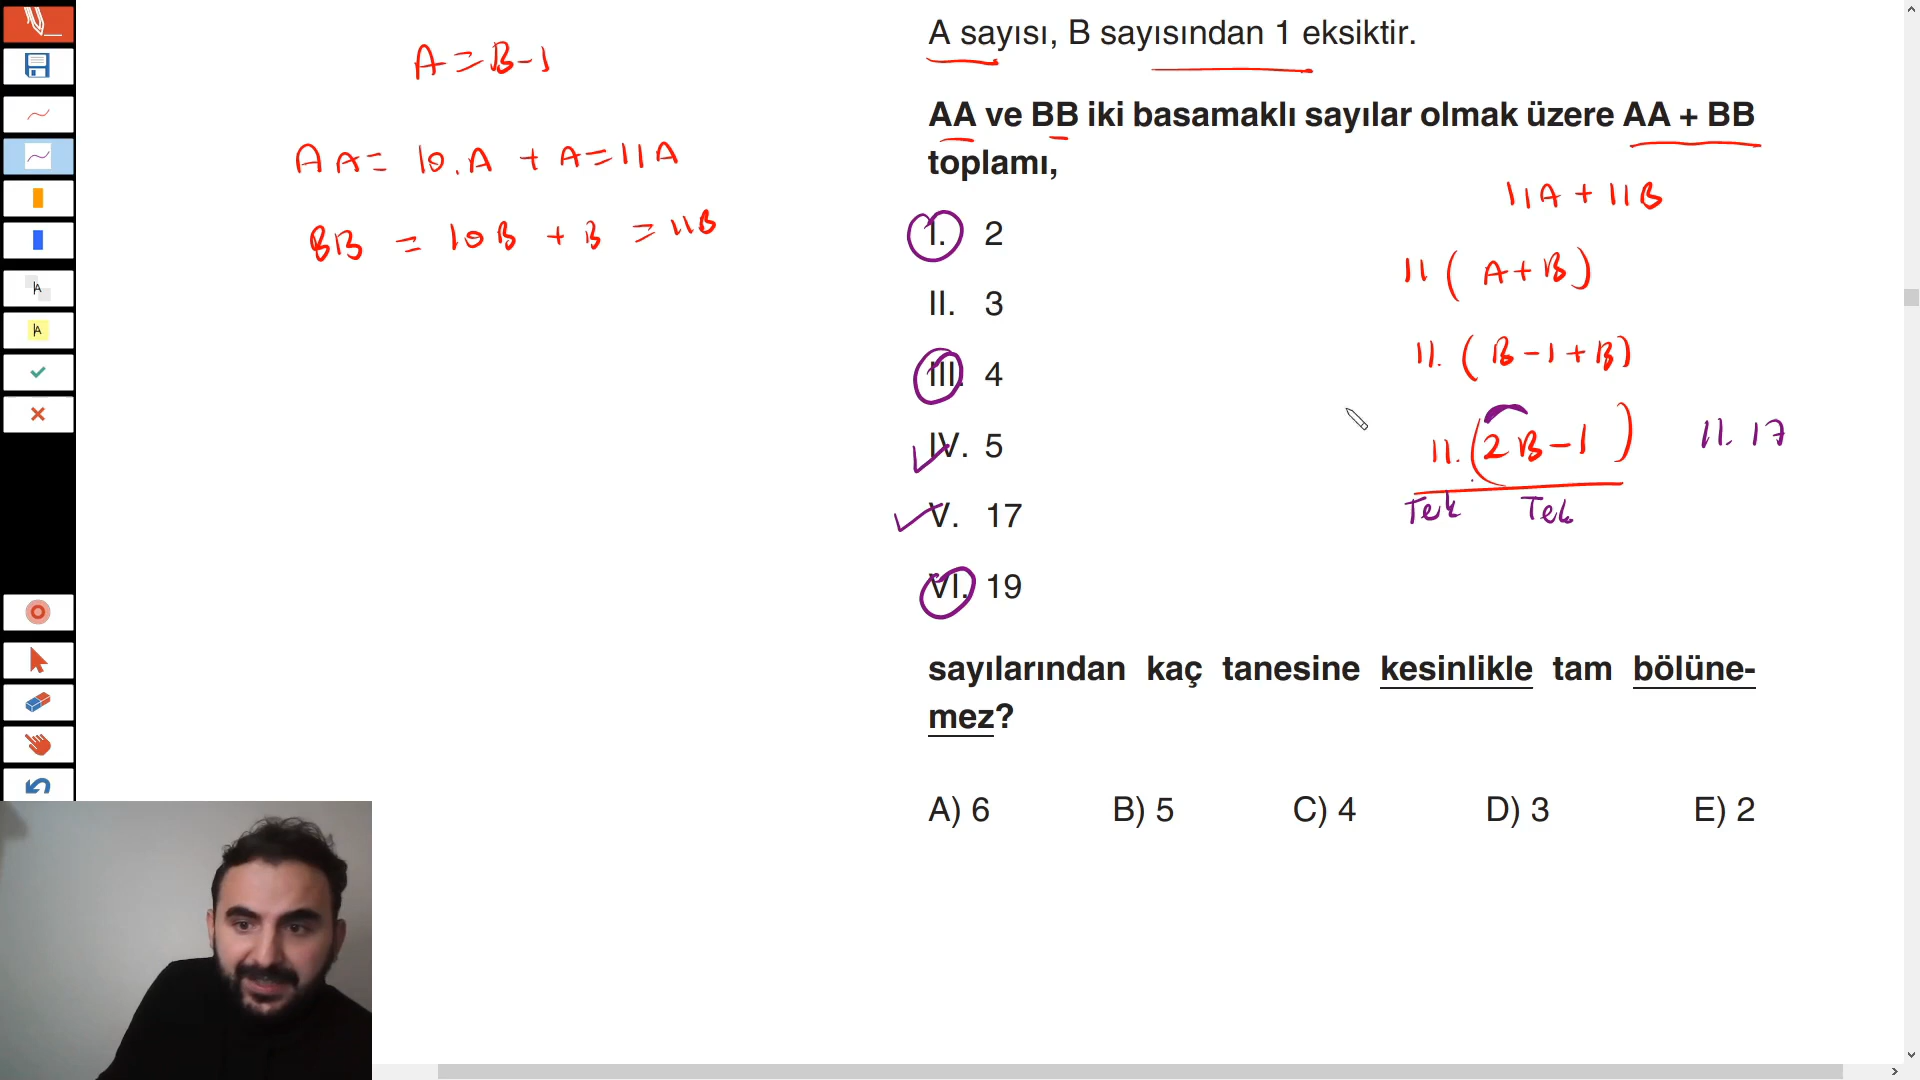 A sayısı, B sayısından 1 eksiktir.
AA ve BB iki basamaklı sayılar olmak üzere AA + BB
toplamı,
I. 2
II. 3
III. 4
IV. 5
V. 17
VI. 19
sayılarından kaç tanesine kesinlikle tam bölüne-
mez?
A) 6 B) 5 C) 4 D) 3 E) 2
A = B - 1
AA = 10.A + A = 11A
BB = 10B + B = 11B
11A + 11B
11 ( A + B )
11. ( B - 1 + B )
11. ( 2B - 1 )
11. 17
Tek Tek
A
A